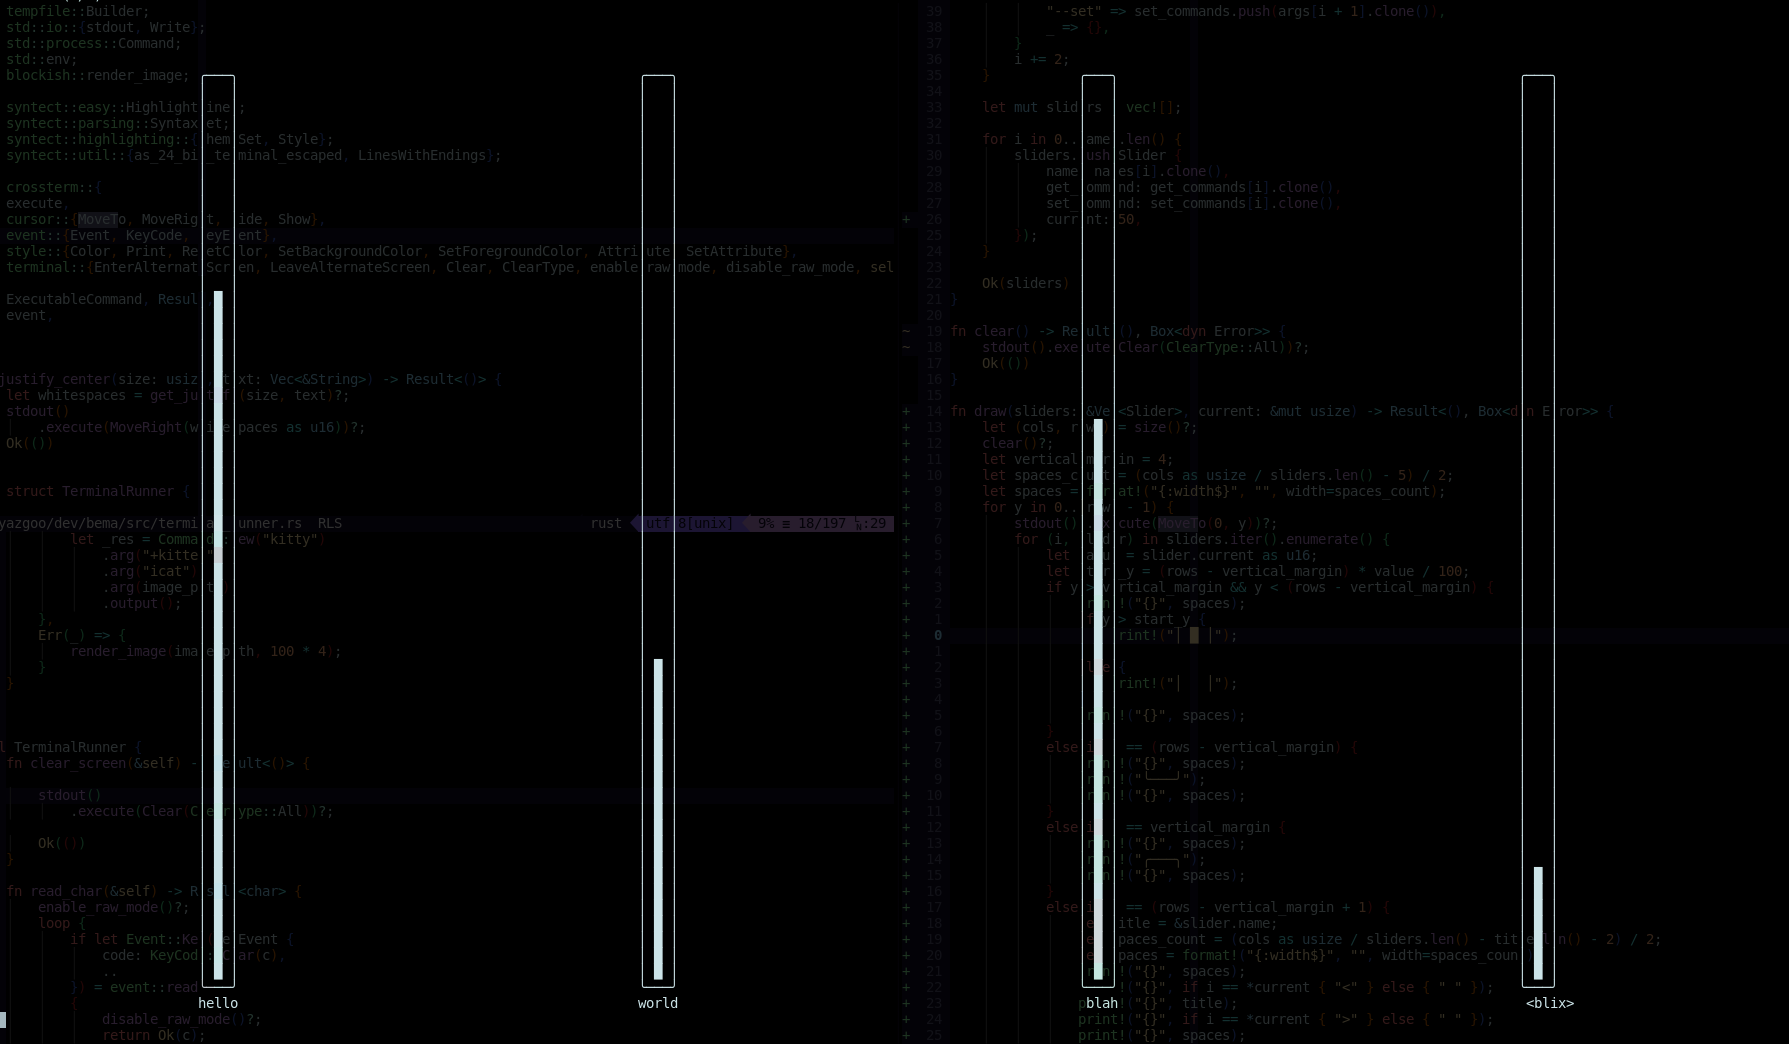 tempfile::Builder;
std::io::{stdout, Write};
std::process::Command;
std::env;
blockish::render_image;
syntect::easy::Highlight ine ;
syntect::parsing::Syntax et;
syntect::highlighting::{ hem Set, Style};
syntect::util::{as_24_bi _te minal_escaped, LinesWithEndings};
crossterm::{
execute,
cursor::{MoveTo, MoveRig t, ide, Show},
event::{Event, KeyCode, eyE ent},
style::{Color, Print, Re etC lor, SetBackgroundColor, SetForegroundColor, Attri ute, SetAttribute},
terminal::{EnterAlternat Scr en, LeaveAlternateScreen, Clear, ClearType, enable_raw_mode, disable_raw_mode, sel
ExecutableCommand, Resul ,
event,
justify_center(size: usiz , t xt: Vec<&String>) -> Result<()> {
let whitespaces = get_ju tif (size, text)?;
stdout()
.execute(MoveRight(w i e paces as u16))?;
Ok(())
struct TerminalRunner {
yazgoo/dev/bema/src/termi a _ unner.rs RLS rust utf 8[unix] 9% ≡ 18/197 ㏑:29
let _res = Comma d: ew("kitty")
.arg("+kitte ")
.arg("icat")
.arg(image_p t )
.output();
},
Err(_) => {
render_image(ima e p th, 100 * 4);
}
}
l TerminalRunner {
fn clear_screen(&self) - > e ult<()> {
stdout()
.execute(Clear(C e r ype::All))?;
Ok(())
}
fn read_char(&self) -> R sul <char> {
enable_raw_mode()?;
loop {
if let Event::Ke ( e Event {
code: KeyCod : C ar(c),
..
}) = event::read
{
disable_raw_mode()?;
return Ok(c);
39 "--set" => set_commands.push(args[i + 1].clone()),
38 _ => {},
37 }
36 i += 2;
35 }
34
33 let mut slid rs = vec![];
32
31 for i in 0.. ame .len() {
30 sliders. ush Slider {
29 name na es[i].clone(),
28 get_ omm nd: get_commands[i].clone(),
27 set_ omm nd: set_commands[i].clone(),
+ 26 curr nt: 50,
25 });
24 }
23
22 Ok(sliders)
21 }
20
~ 19 fn clear() -> Re ult (), Box<dyn Error>> {
~ 18 stdout().exe ute Clear(ClearType::All))?;
17 Ok(())
16 }
15
+ 14 fn draw(sliders: &Ve <Slider>, current: &mut usize) -> Result<(), Box<d n E ror>> {
+ 13 let (cols, r w ) = size()?;
+ 12 clear()?;
+ 11 let vertical_mar in = 4;
+ 10 let spaces_c unt = (cols as usize / sliders.len() - 5) / 2;
+ 9 let spaces = for at!("{:width$}", "", width=spaces_count);
+ 8 for y in 0.. row - 1) {
+ 7 stdout() .x cute(MoveTo(0, y))?;
+ 6 for (i, l d r) in sliders.iter().enumerate() {
+ 5 let a u = slider.current as u16;
+ 4 let t r _y = (rows - vertical_margin) * value / 100;
+ 3 if y > v rtical_margin && y < (rows - vertical_margin) {
+ 2 r n !("{}", spaces);
+ 1 f y > start_y {
+ 0 rint!("│ █ │");
+ 1
+ 2 l e {
+ 3 rint!("│   │");
+ 4
+ 5 r n !("{}", spaces);
+ 6 }
+ 7 else i == (rows - vertical_margin) {
+ 8 r n !("{}", spaces);
+ 9 r n !("╰───╯");
+ 10 r n !("{}", spaces);
+ 11 }
+ 12 else i == vertical_margin {
+ 13 r n !("{}", spaces);
+ 14 r n !("╭───╮");
+ 15 r n !("{}", spaces);
+ 16 }
+ 17 else i == (rows - vertical_margin + 1) {
+ 18 e itle = &slider.name;
+ 19 e paces_count = (cols as usize / sliders.len() - tit e l n() - 2) / 2;
+ 20 e paces = format!("{:width$}", "", width=spaces_coun
+ 21 r n !("{}", spaces);
+ 22 !("{}", if i == *current { "<" } else { " " });
+ 23 p !("{}", title);
+ 24 print!("{}", if i == *current { ">" } else { " " });
+ 25 print!("{}", spaces);
hello world blah <blix>